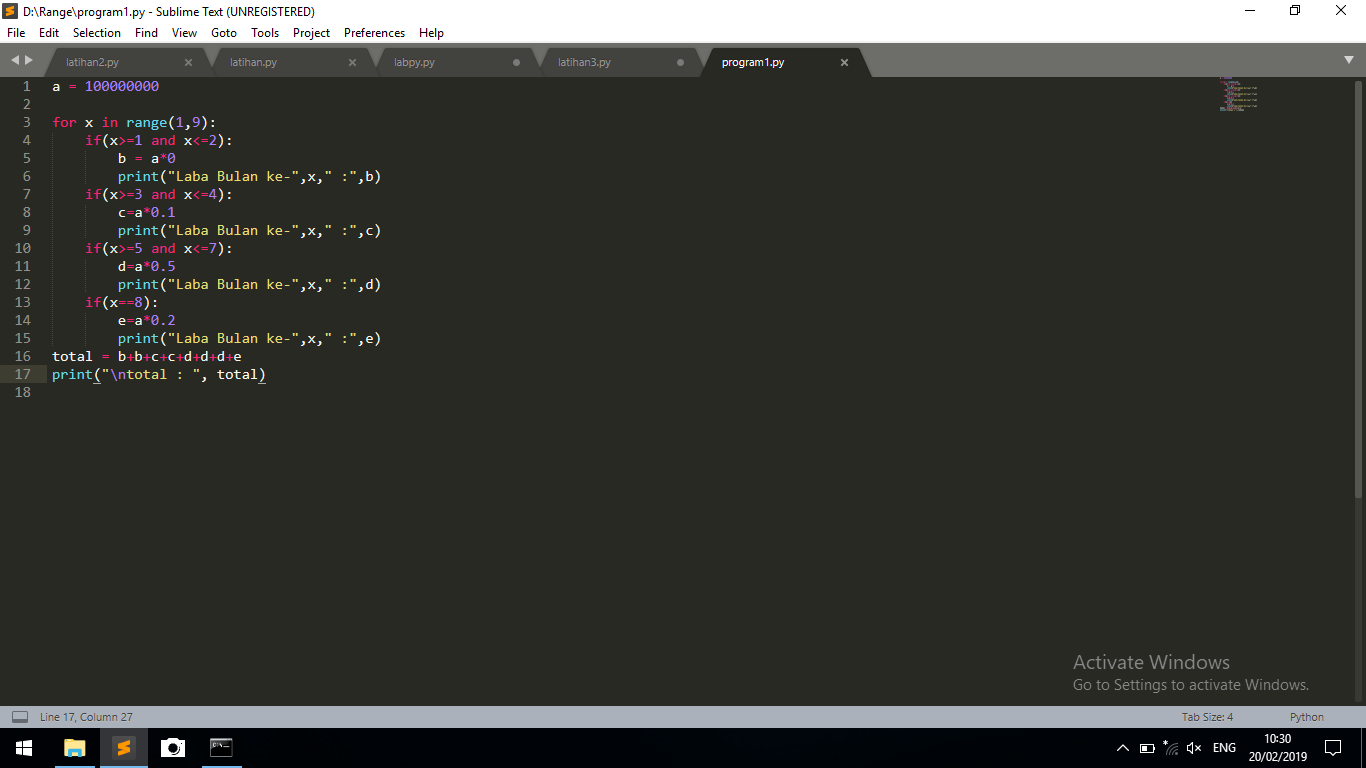 D:\Range\program1.py - Sublime Text (UNREGISTERED)
File Edit Selection Find View Goto Tools Project Preferences Help
latihan2.py latihan.py labpy.py latihan3.py program1.py
1 a = 100000000
2
3 for x in range(1,9):
4     if(x>=1 and x<=2):
5         b = a*0
6         print("Laba Bulan ke-",x," :",b)
7     if(x>=3 and x<=4):
8         c=a*0.1
9         print("Laba Bulan ke-",x," :",c)
10     if(x>=5 and x<=7):
11         d=a*0.5
12         print("Laba Bulan ke-",x," :",d)
13     if(x==8):
14         e=a*0.2
15         print("Laba Bulan ke-",x," :",e)
16 total = b+b+c+c+d+d+d+e
17 print("\ntotal : ", total)
18
Activate Windows
Go to Settings to activate Windows.
Line 17, Column 27 Tab Size: 4 Python
ENG 10:30
20/02/2019